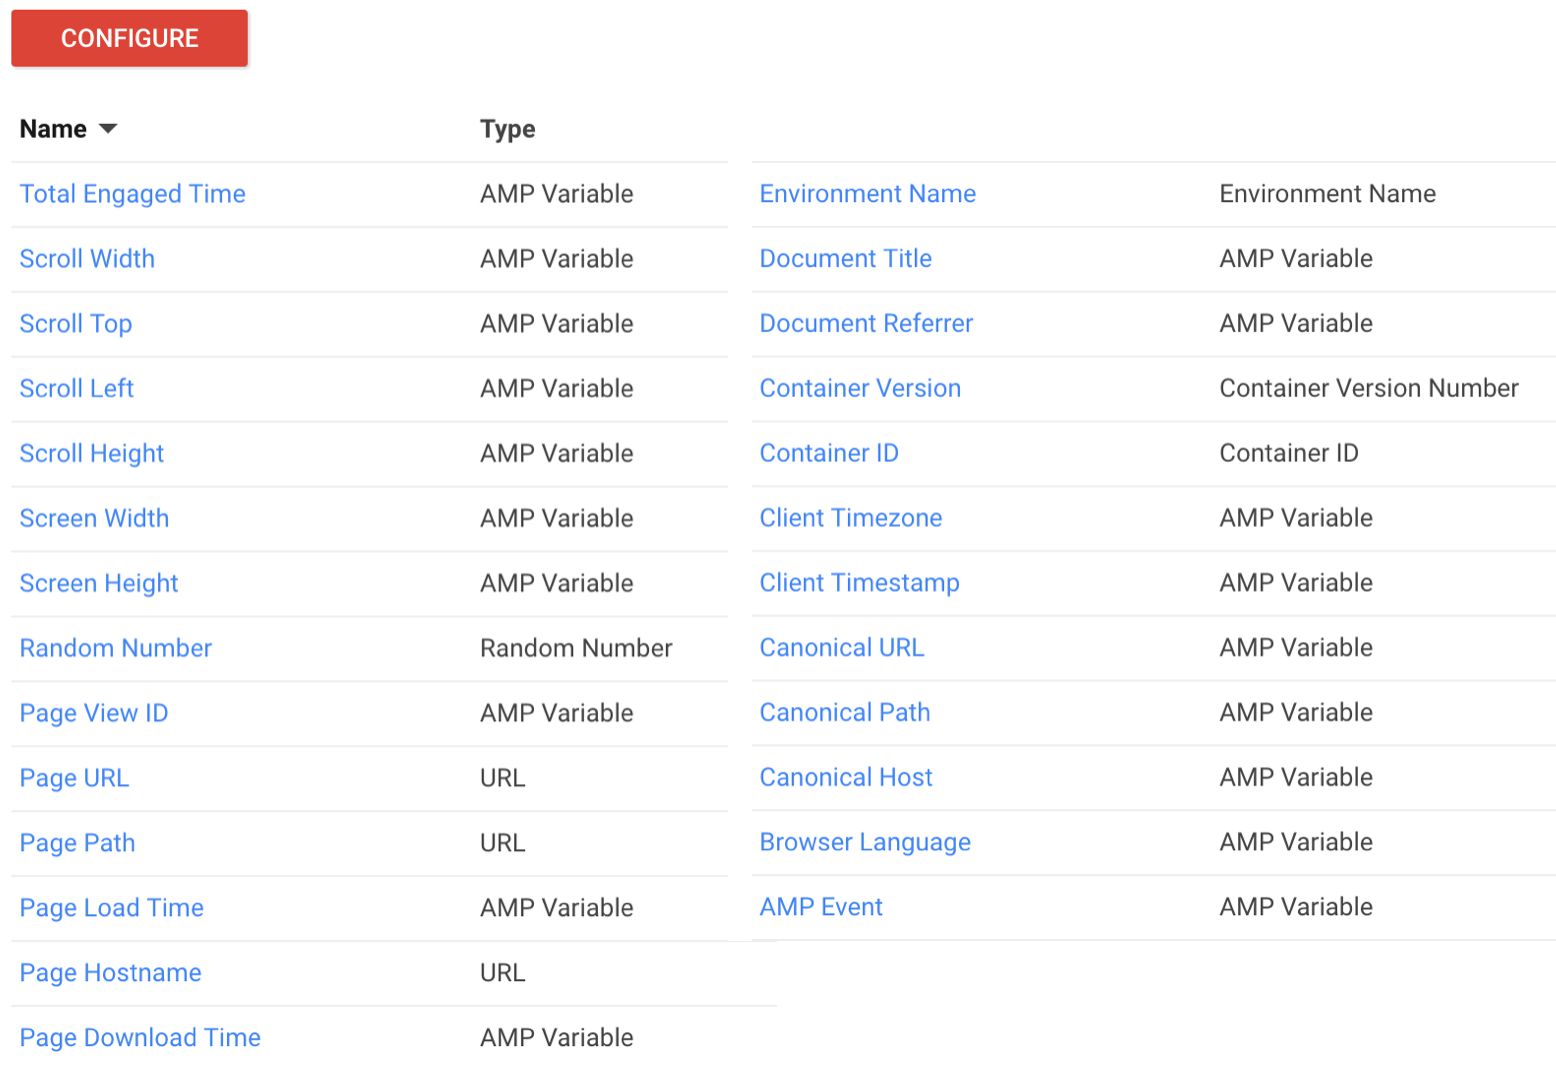 CONFIGURE
Name Type
Total Engaged Time AMP Variable
Scroll Width AMP Variable
Scroll Top AMP Variable
Scroll Left AMP Variable
Scroll Height AMP Variable
Screen Width AMP Variable
Screen Height AMP Variable
Random Number Random Number
Page View ID AMP Variable
Page URL URL
Page Path URL
Page Load Time AMP Variable
Page Hostname URL
Page Download Time AMP Variable
Environment Name Environment Name
Document Title AMP Variable
Document Referrer AMP Variable
Container Version Container Version Number
Container ID Container ID
Client Timezone AMP Variable
Client Timestamp AMP Variable
Canonical URL AMP Variable
Canonical Path AMP Variable
Canonical Host AMP Variable
Browser Language AMP Variable
AMP Event AMP Variable